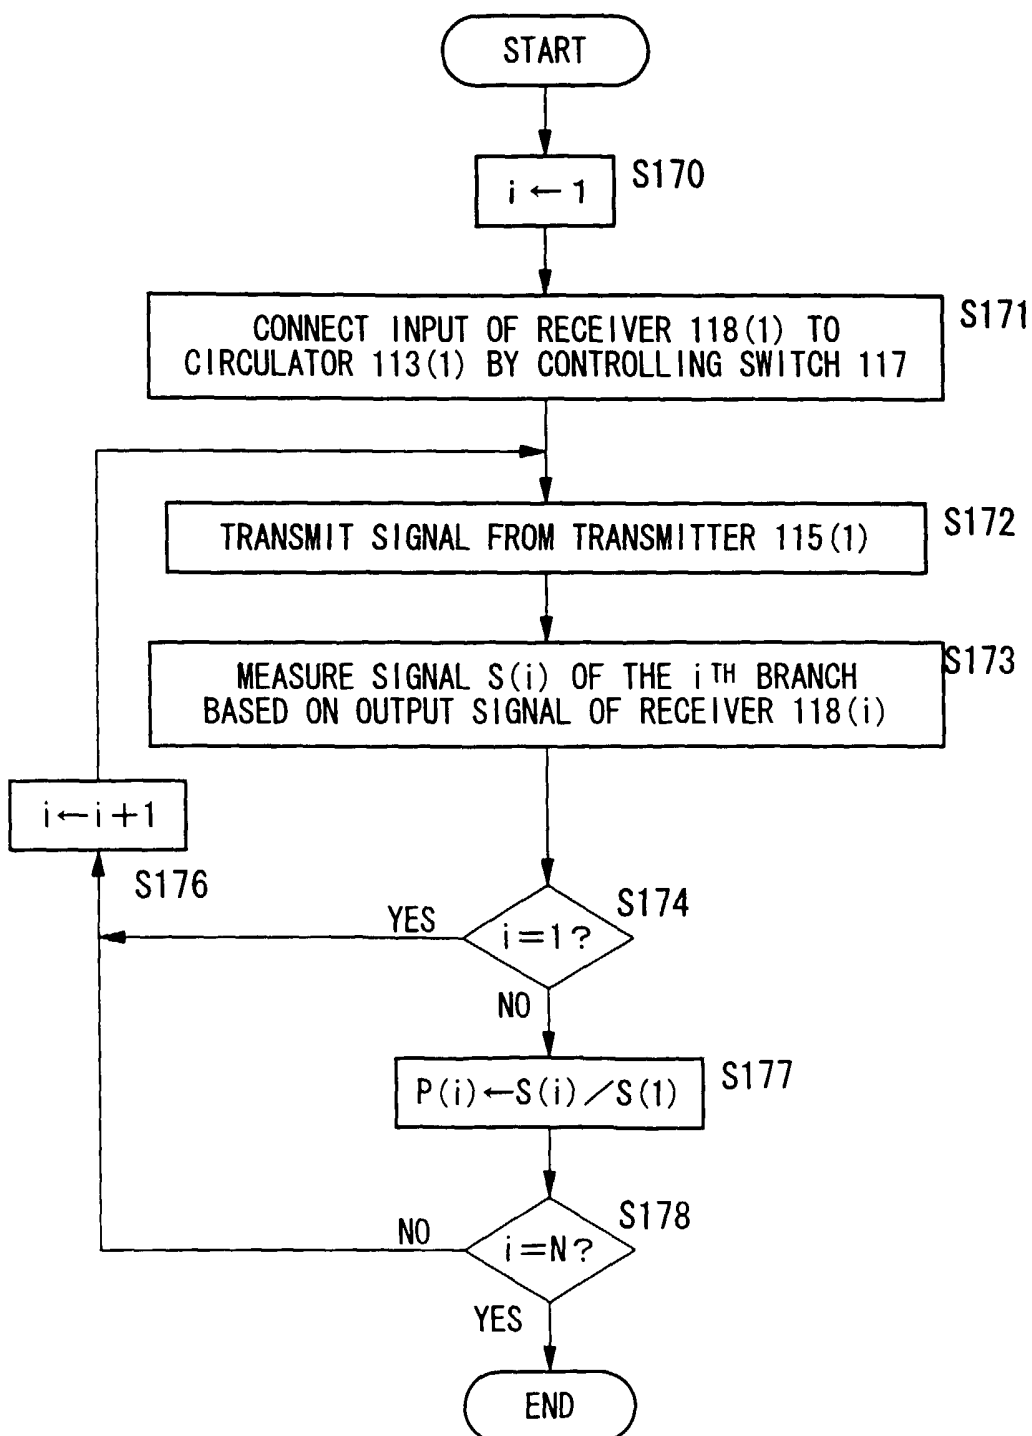 START
i ← 1
S170
CONNECT INPUT OF RECEIVER 118(1) TO
CIRCULATOR 113(1) BY CONTROLLING SWITCH 117
S171
TRANSMIT SIGNAL FROM TRANSMITTER 115(1)
S172
MEASURE SIGNAL S(i) OF THE iTH BRANCH
BASED ON OUTPUT SIGNAL OF RECEIVER 118(i)
S173
i←i+1
S176
i=1?
S174
YES
NO
P(i)←S(i)/S(1)
S177
i=N?
S178
NO
YES
END